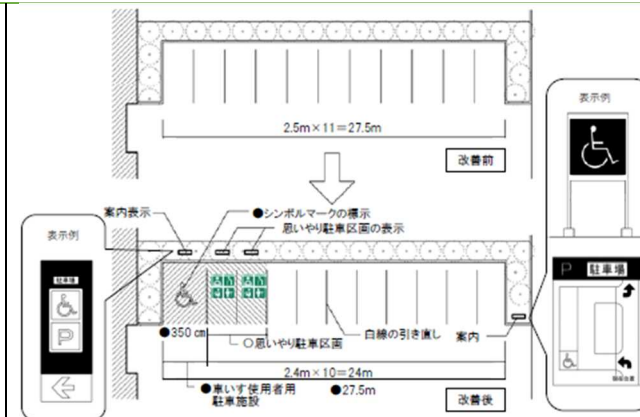 2.5m×11=27.5m
改善前
表示例
案内表示
●シンボルマークの標示
思いやり駐車区画の表示
表示例
駐車場
P
P 駐車場
●350㎝
○思いやり駐車区画
白線の引き直し
案内
2.4m×10=24m
●車いす使用者用
駐車施設
●27.5m
改善後